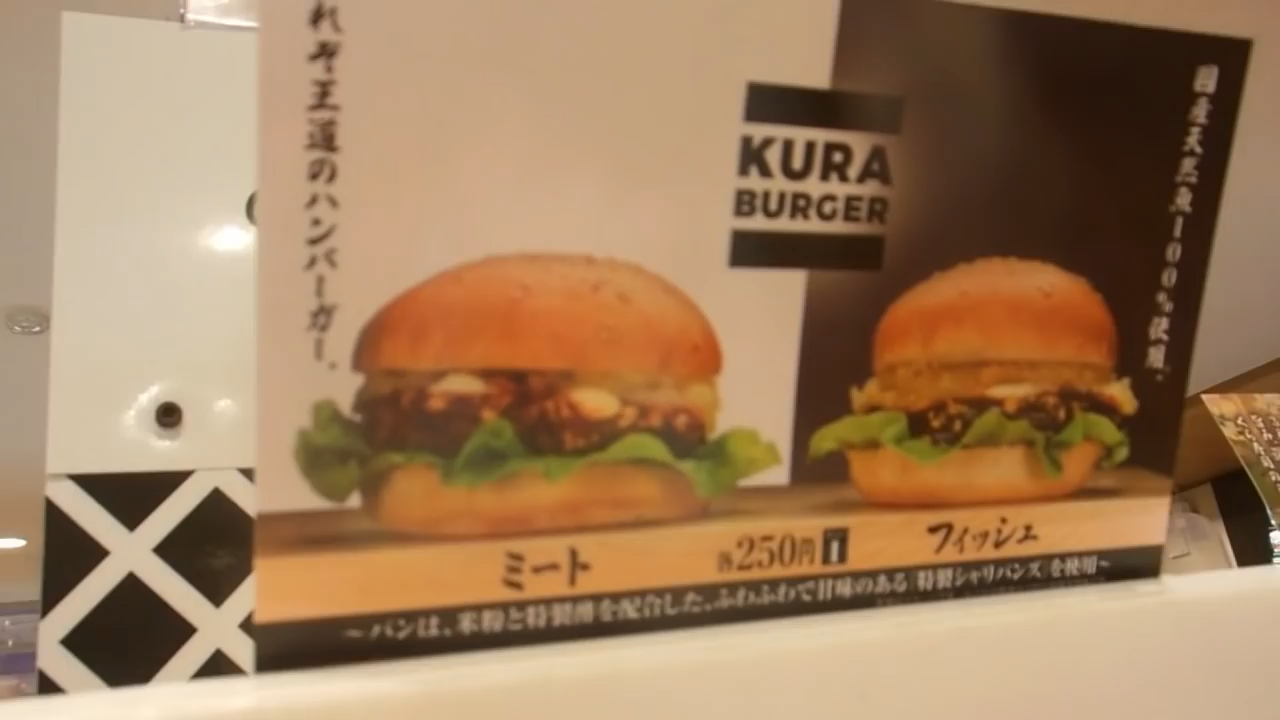 れぞ王道のハンバーガー。
KURA
BURGER
国産天然魚100%使用。
ミート
各250円
フィッシュ
～パンは、米粉と特製酢を配合した、ふわふわで甘味のある「特製シャリバンズ」を使用～